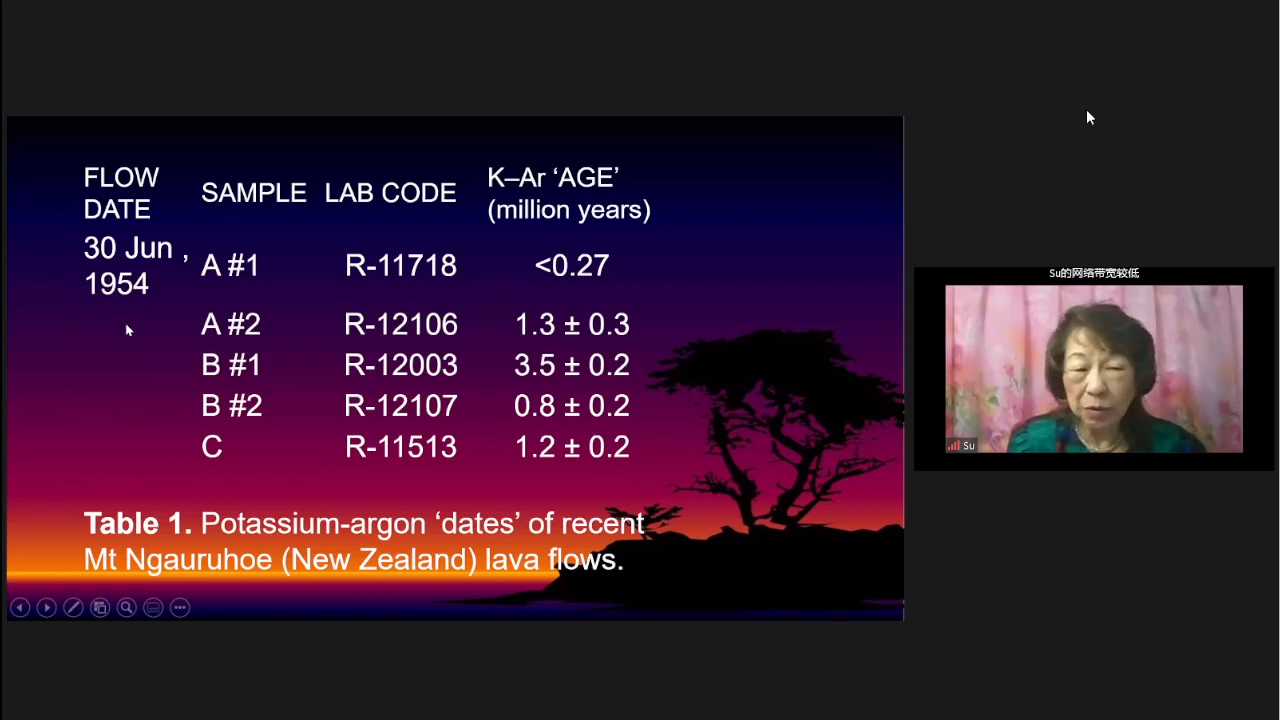 FLOW DATE SAMPLE LAB CODE K–Ar ‘AGE’ (million years)
30 Jun , 1954 A #1 R-11718 <0.27
A #2 R-12106 1.3 ± 0.3
B #1 R-12003 3.5 ± 0.2
B #2 R-12107 0.8 ± 0.2
C R-11513 1.2 ± 0.2
Table 1. Potassium-argon ‘dates’ of recent
Mt Ngauruhoe (New Zealand) lava flows.
Su的网络带宽较低
Su